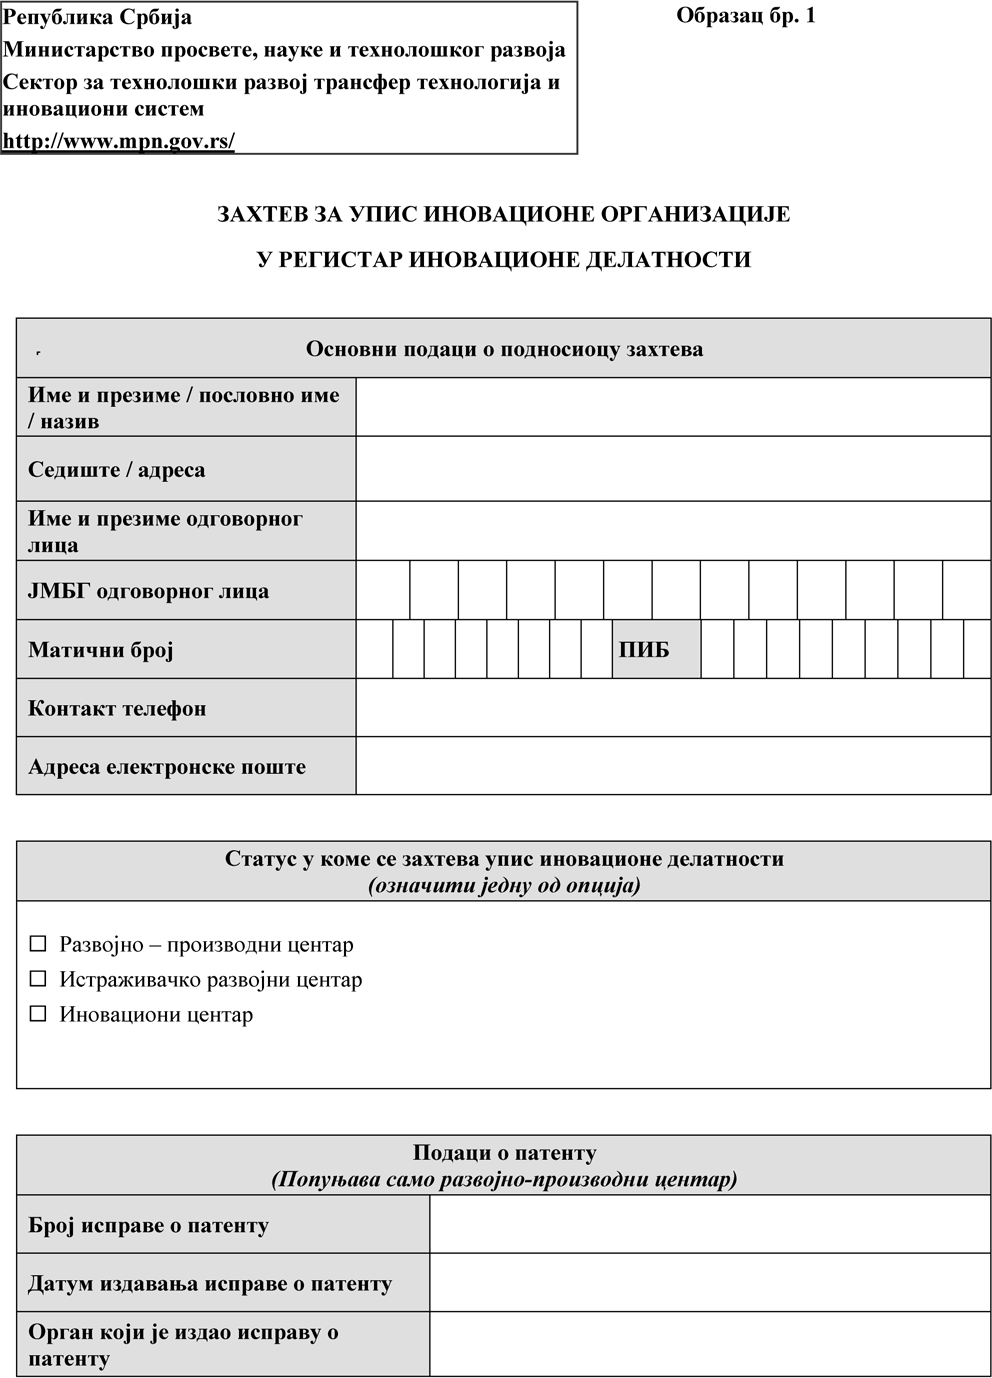 Република Србија
Министарство просвете, науке и технолошког развоја
Сектор за технолошки развој трансфер технологија и
иновациони систем
http://www.mpn.gov.rs/
Образац бр. 1
ЗАХТЕВ ЗА УПИС ИНОВАЦИОНЕ ОРГАНИЗАЦИЈЕ
У РЕГИСТАР ИНОВАЦИОНЕ ДЕЛАТНОСТИ
Основни подаци о подносиоцу захтева
Име и презиме / пословно име
/ назив
Седиште / адреса
Име и презиме одговорног
лица
ЈМБГ одговорног лица
Матични број
ПИБ
Контакт телефон
Адреса електронске поште
Статус у коме се захтева упис иновационе делатности
(означити једну од опција)
☐ Развојно – производни центар
☐ Истраживачко развојни центар
☐ Иновациони центар
Подаци о патенту
(Попуњава само развојно-производни центар)
Број исправе о патенту
Датум издавања исправе о патенту
Орган који је издао исправу о
патенту